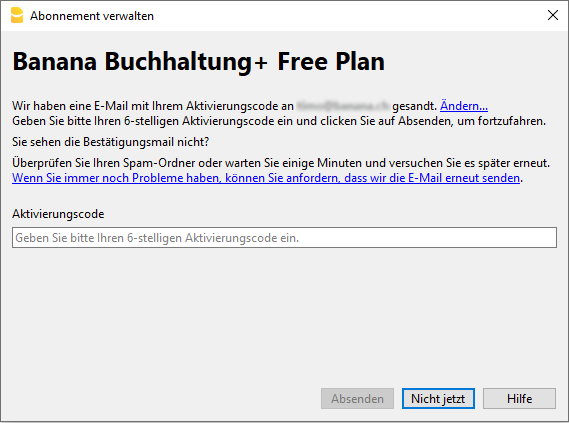 Abonnement verwalten
Banana Buchhaltung+ Free Plan
Wir haben eine E-Mail mit Ihrem Aktivierungscode an gesandt. Ändern...
Geben Sie bitte Ihren 6-stelligen Aktivierungscode ein und clicken Sie auf Absenden, um fortzufahren.
Sie sehen die Bestätigungsmail nicht?
Überprüfen Sie Ihren Spam-Ordner oder warten Sie einige Minuten und versuchen Sie es später erneut.
Wenn Sie immer noch Probleme haben, können Sie anfordern, dass wir die E-Mail erneut senden.
Aktivierungscode
Geben Sie bitte Ihren 6-stelligen Aktivierungscode ein.
Absenden Nicht jetzt Hilfe